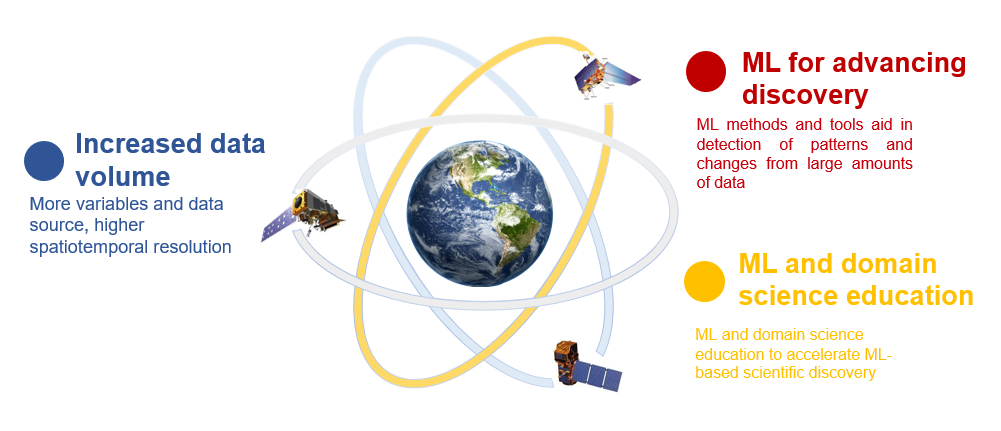 Increased data
volume
More variables and data
source, higher
spatiotemporal resolution
ML for advancing
discovery
ML methods and tools aid in
detection of patterns and
changes from large amounts
of data
ML and domain
science education
ML and domain science
education to accelerate ML-
based scientific discovery